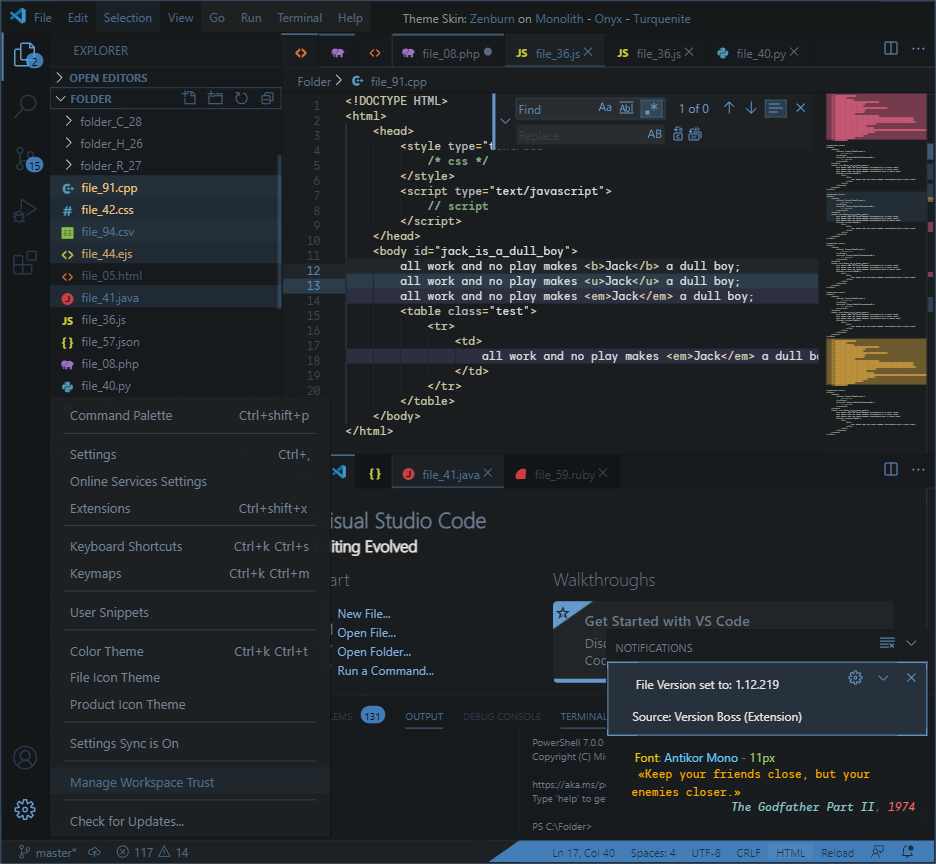 File Edit Selection View Go Run Terminal Help Theme Skin: Zenburn on Monolith - Onyx - Turquenite
2
EXPLORER
file_08.php
JS file_36.js
JS file_36.js
file_40.py
OPEN EDITORS
FOLDER
Folder > file_91.cpp
folder_C_28
folder_H_26
folder_R_27
15
file_91.cpp
# file_42.css
file_94.csv
<> file_44.ejs
<> file_05.html
file_41.java
JS file_36.js
{} file_57.json
file_08.php
file_40.py
Find Aa Abl .* 1 of 0
Replace AB
1 <!DOCTYPE HTML>
2 <html>
3 <head>
4 <style type="
5 /* css */
6 </style>
7 <script type="text/javascript">
8 // script
9 </script>
10 </head>
11 <body id="jack_is_a_dull_boy">
12 all work and no play makes <b>Jack</b> a dull boy;
13 all work and no play makes <u>Jack</u> a dull boy;
14 all work and no play makes <em>Jack</em> a dull boy;
15 <table class="test">
16 <tr>
17 <td>
18 all work and no play makes <em>Jack</em> a dull bo
19 </td>
20 </tr>
</table>
</body>
</html>
Command Palette Ctrl+shift+p
Settings Ctrl+,
Online Services Settings
Extensions Ctrl+shift+x
Keyboard Shortcuts Ctrl+k Ctrl+s
Keymaps Ctrl+k Ctrl+m
User Snippets
Color Theme Ctrl+k Ctrl+t
File Icon Theme
Product Icon Theme
Settings Sync is On
Manage Workspace Trust
Check for Updates...
{} file_41.java
file_59.ruby
isual Studio Code
iting Evolved
art
New File...
Open File...
Open Folder...
Run a Command...
Walkthroughs
Get Started with VS Code
Disc
Coc
NOTIFICATIONS
File Version set to: 1.12.219
Source: Version Boss (Extension)
Font: Antikor Mono - 11px
«Keep your friends close, but your
enemies closer.»
The Godfather Part II, 1974
LEMS 131 OUTPUT DEBUG CONSOLE TERMINAL
PowerShell 7.0.0
Copyright (C) Mi
https://aka.ms/p
Type 'help' to ge
PS C:\Folder>
master* 117 14 Ln 17, Col 40 Spaces: 4 UTF-8 CRLF HTML Reload